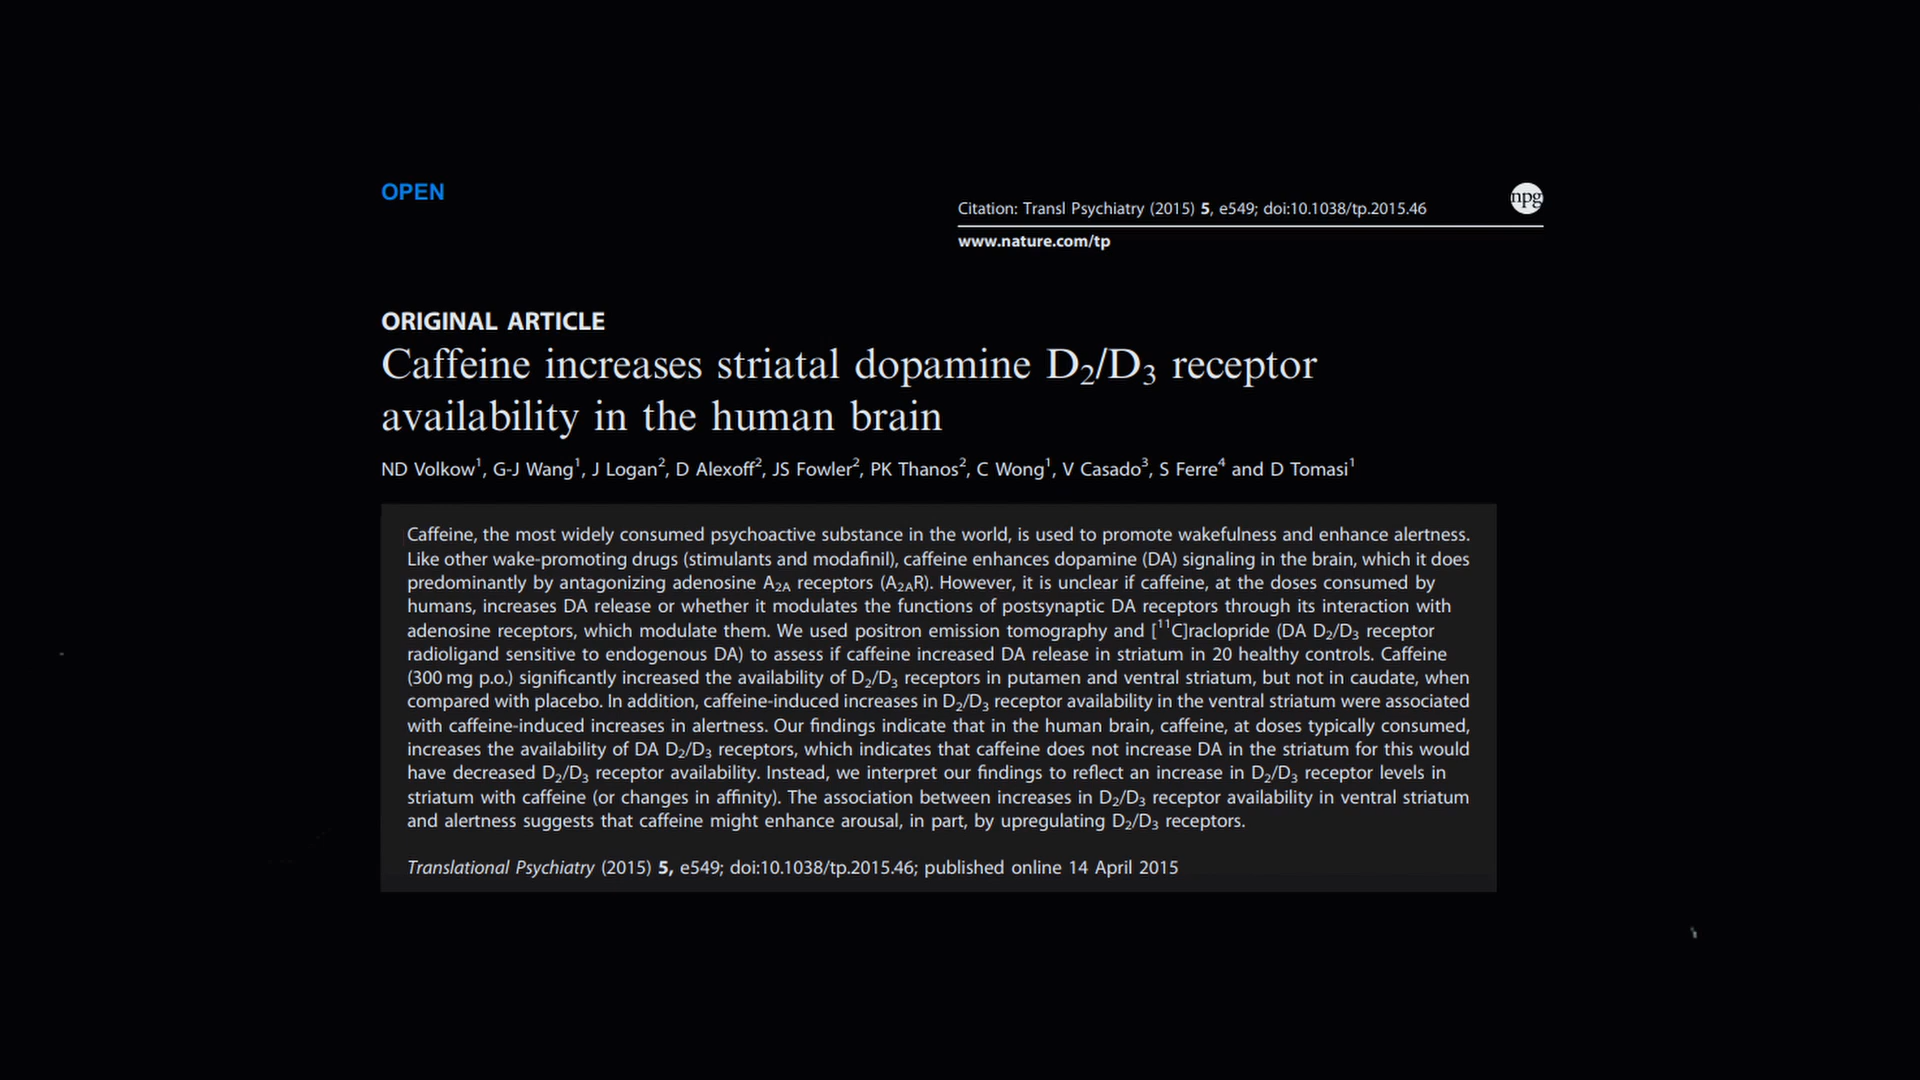 OPEN
Citation: Transl Psychiatry (2015) 5, e549; doi:10.1038/tp.2015.46
npg
www.nature.com/tp
ORIGINAL ARTICLE
Caffeine increases striatal dopamine D₂/D₃ receptor
availability in the human brain
ND Volkow¹, G-J Wang¹, J Logan², D Alexoff², JS Fowler², PK Thanos², C Wong¹, V Casado³, S Ferre⁴ and D Tomasi¹
Caffeine, the most widely consumed psychoactive substance in the world, is used to promote wakefulness and enhance alertness.
Like other wake-promoting drugs (stimulants and modafinil), caffeine enhances dopamine (DA) signaling in the brain, which it does
predominantly by antagonizing adenosine A2A receptors (A2AR). However, it is unclear if caffeine, at the doses consumed by
humans, increases DA release or whether it modulates the functions of postsynaptic DA receptors through its interaction with
adenosine receptors, which modulate them. We used positron emission tomography and [¹¹C]raclopride (DA D₂/D₃ receptor
radioligand sensitive to endogenous DA) to assess if caffeine increased DA release in striatum in 20 healthy controls. Caffeine
(300 mg p.o.) significantly increased the availability of D₂/D₃ receptors in putamen and ventral striatum, but not in caudate, when
compared with placebo. In addition, caffeine-induced increases in D₂/D₃ receptor availability in the ventral striatum were associated
with caffeine-induced increases in alertness. Our findings indicate that in the human brain, caffeine, at doses typically consumed,
increases the availability of DA D₂/D₃ receptors, which indicates that caffeine does not increase DA in the striatum for this would
have decreased D₂/D₃ receptor availability. Instead, we interpret our findings to reflect an increase in D₂/D₃ receptor levels in
striatum with caffeine (or changes in affinity). The association between increases in D₂/D₃ receptor availability in ventral striatum
and alertness suggests that caffeine might enhance arousal, in part, by upregulating D₂/D₃ receptors.
Translational Psychiatry (2015) 5, e549; doi:10.1038/tp.2015.46; published online 14 April 2015